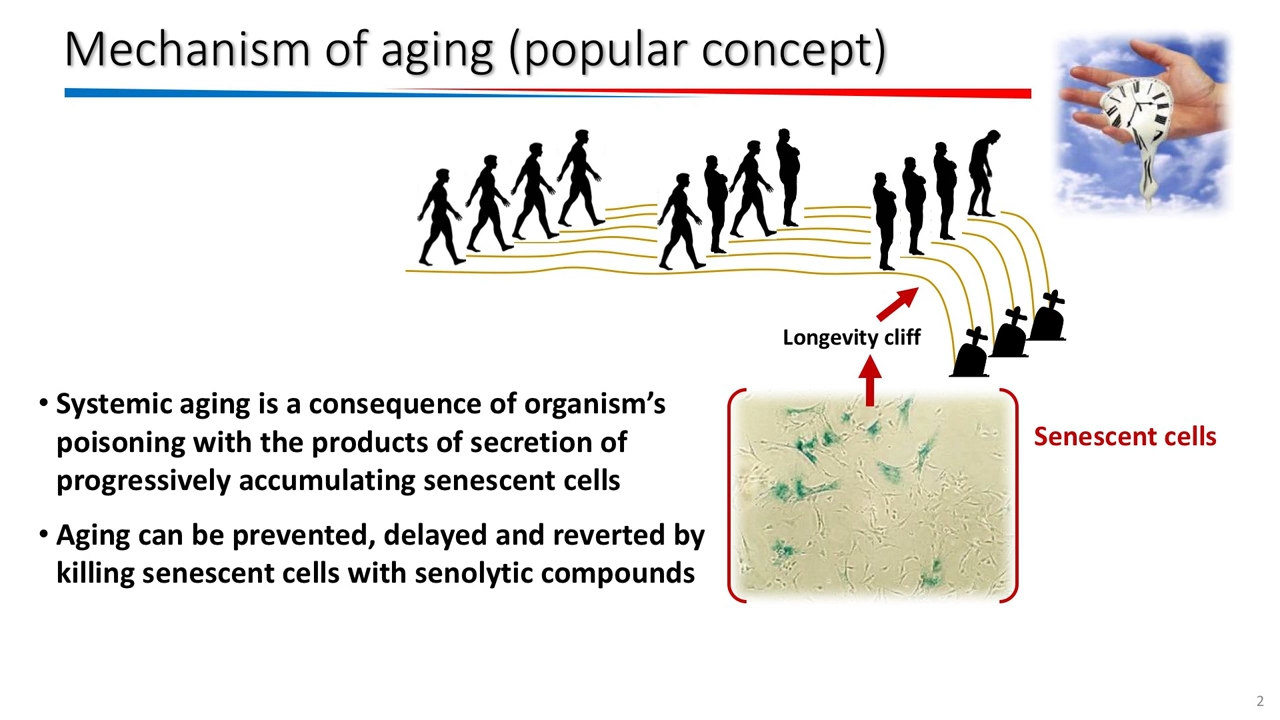 Mechanism of aging (popular concept)
Longevity cliff
• Systemic aging is a consequence of organism’s
poisoning with the products of secretion of
progressively accumulating senescent cells
• Aging can be prevented, delayed and reverted by
killing senescent cells with senolytic compounds
Senescent cells
2